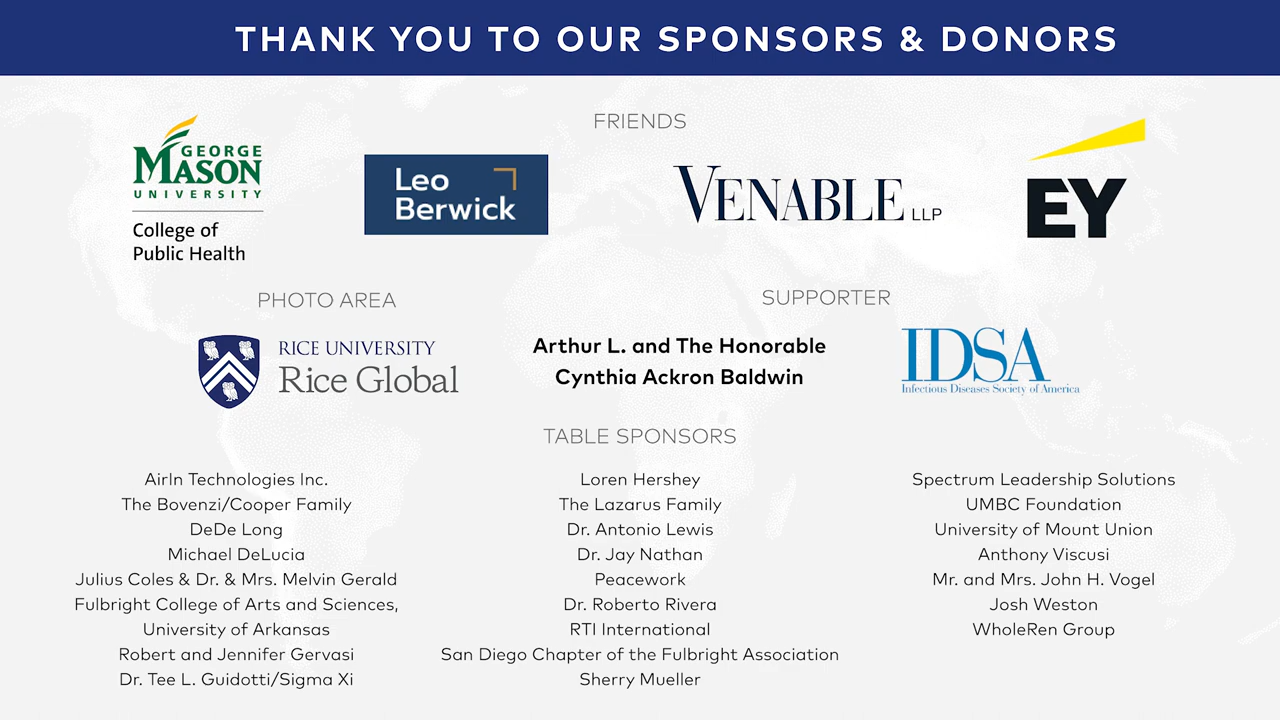 THANK YOU TO OUR SPONSORS & DONORS
FRIENDS
GEORGE
MASON
UNIVERSITY
College of
Public Health
Leo
Berwick
VENABLE LLP
EY
PHOTO AREA
RICE UNIVERSITY
Rice Global
SUPPORTER
Arthur L. and The Honorable
Cynthia Ackron Baldwin
IDSA
Infectious Diseases Society of America
TABLE SPONSORS
AirIn Technologies Inc.
The Bovenzi/Cooper Family
DeDe Long
Michael DeLucia
Julius Coles & Dr. & Mrs. Melvin Gerald
Fulbright College of Arts and Sciences,
University of Arkansas
Robert and Jennifer Gervasi
Dr. Tee L. Guidotti/Sigma Xi
Loren Hershey
The Lazarus Family
Dr. Antonio Lewis
Dr. Jay Nathan
Peacework
Dr. Roberto Rivera
RTI International
San Diego Chapter of the Fulbright Association
Sherry Mueller
Spectrum Leadership Solutions
UMBC Foundation
University of Mount Union
Anthony Viscusi
Mr. and Mrs. John H. Vogel
Josh Weston
WholeRen Group